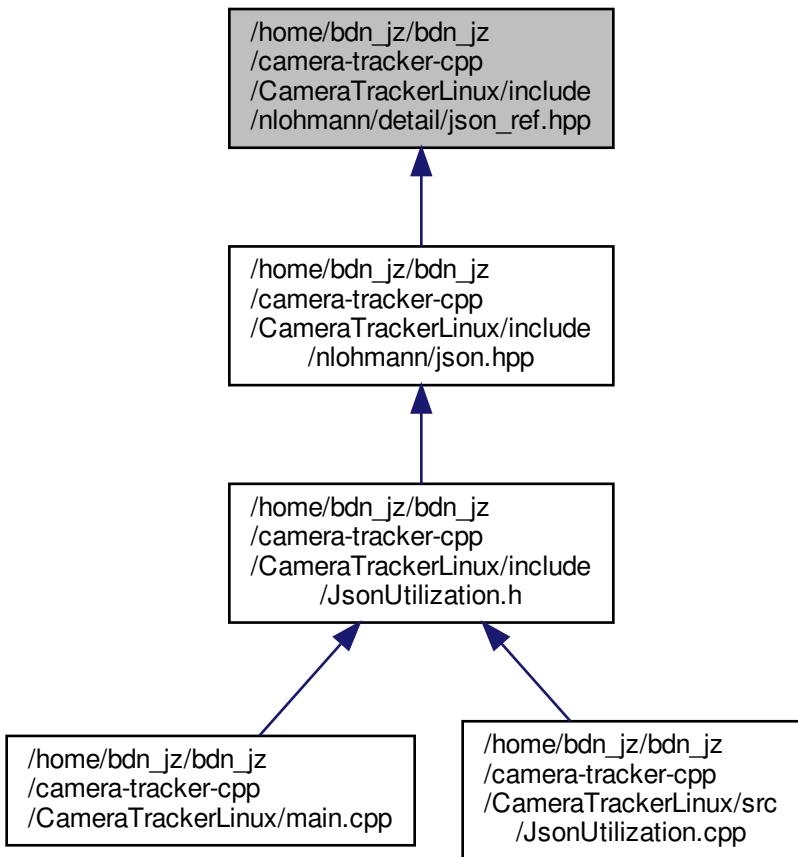 /home/bdn_jz/bdn_jz
/camera-tracker-cpp
/CameraTrackerLinux/include
/nlohmann/detail/json_ref.hpp
/home/bdn_jz/bdn_jz
/camera-tracker-cpp
/CameraTrackerLinux/include
/nlohmann/json.hpp
/home/bdn_jz/bdn_jz
/camera-tracker-cpp
/CameraTrackerLinux/include
/JsonUtilization.h
/home/bdn_jz/bdn_jz
/camera-tracker-cpp
/CameraTrackerLinux/main.cpp
/home/bdn_jz/bdn_jz
/camera-tracker-cpp
/CameraTrackerLinux/src
/JsonUtilization.cpp